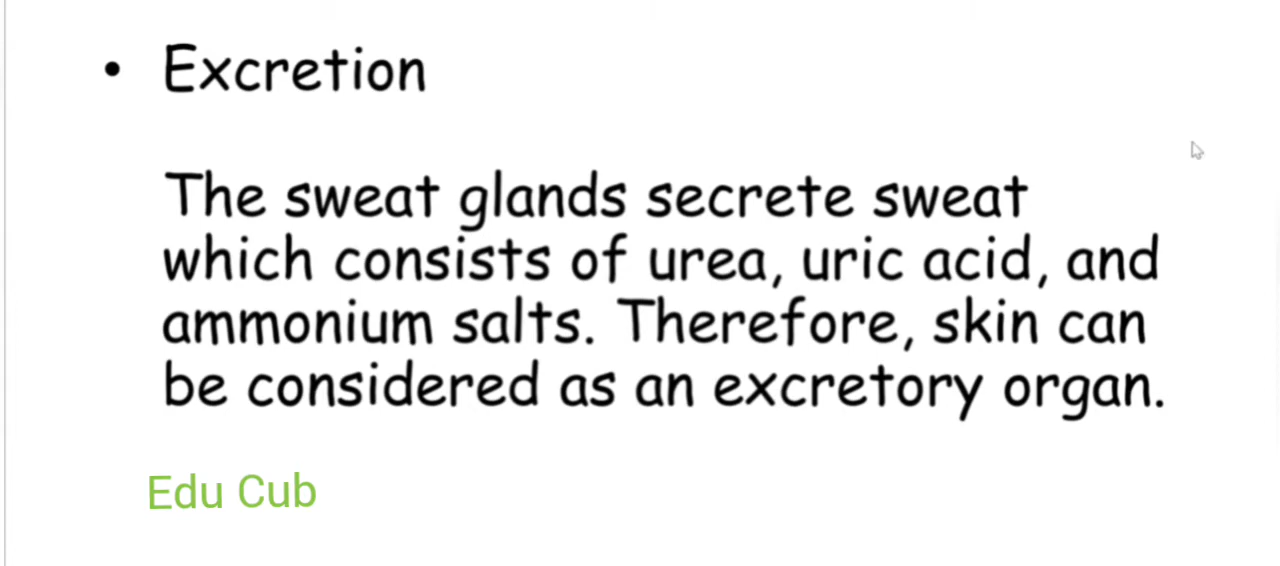 • Excretion
The sweat glands secrete sweat
which consists of urea, uric acid, and
ammonium salts. Therefore, skin can
be considered as an excretory organ.
Edu Cub